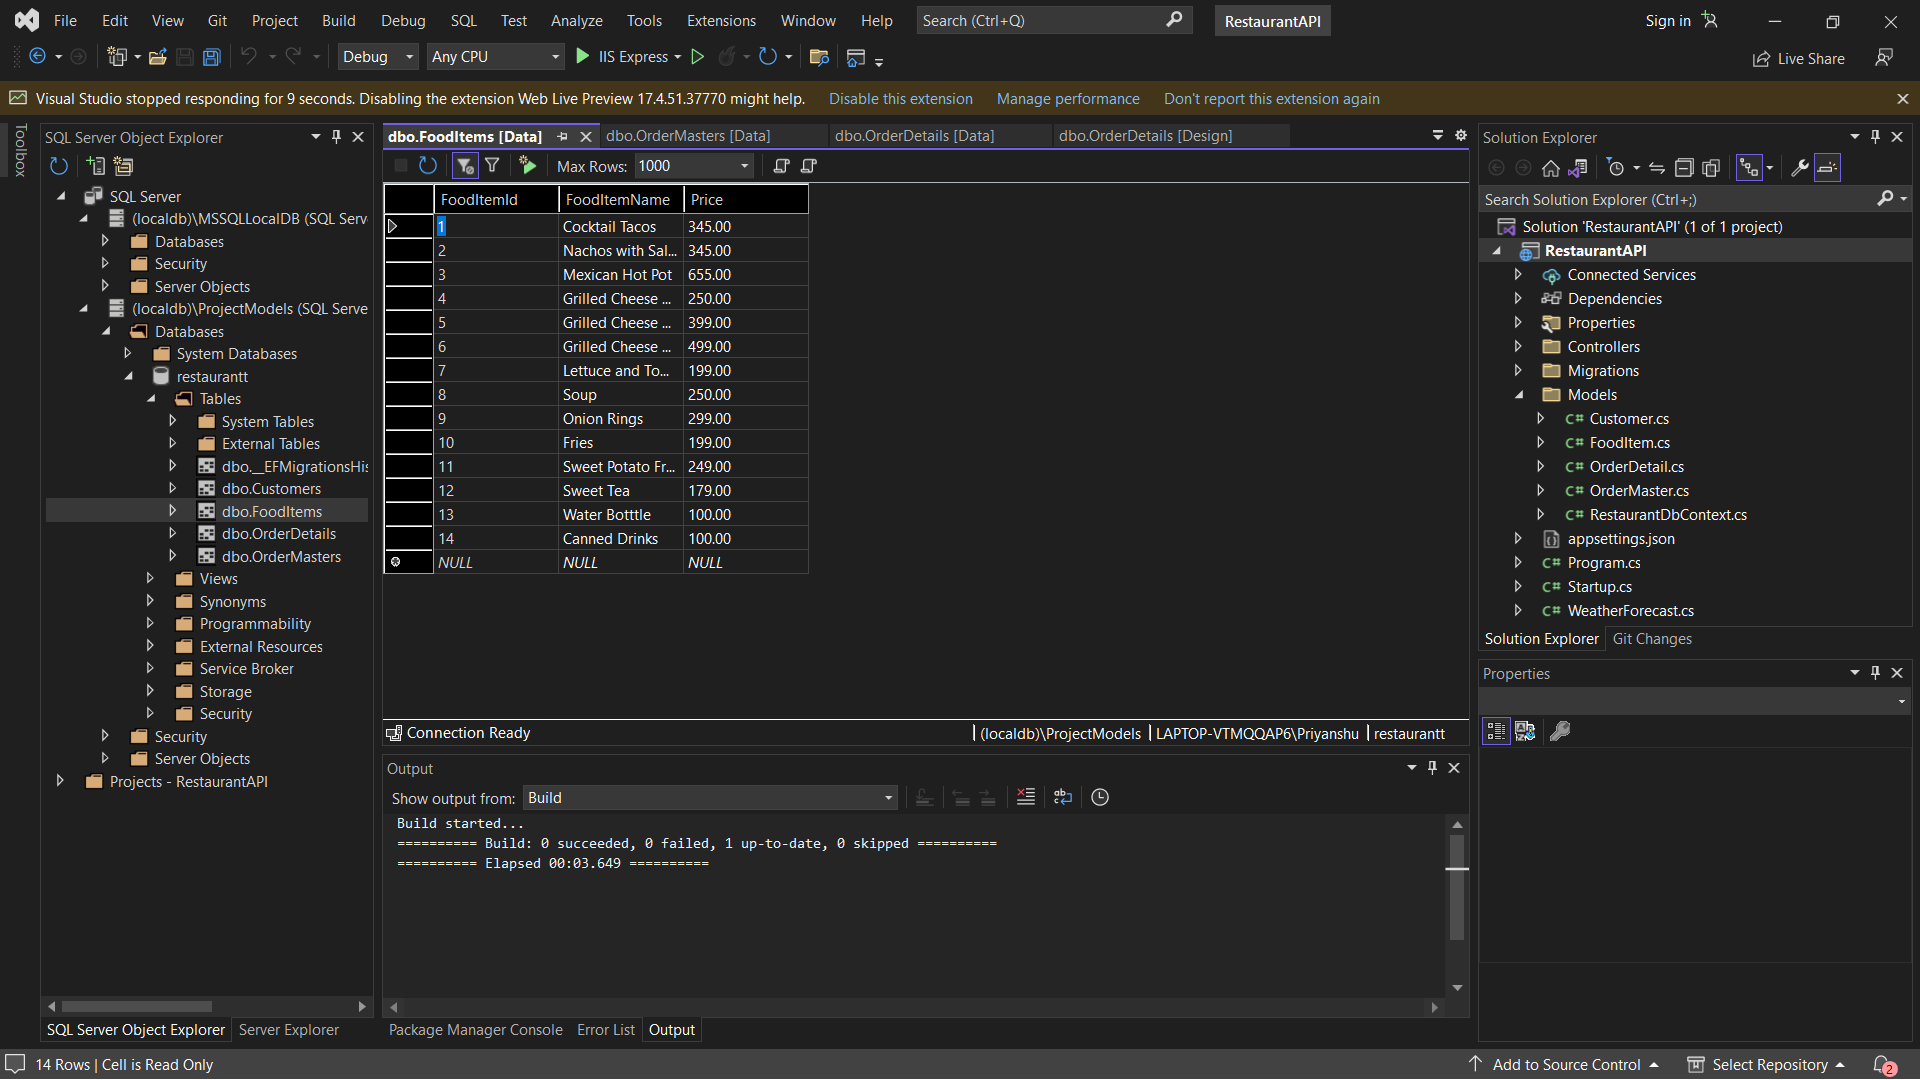 File Edit View Git Project Build Debug SQL Test Analyze Tools Extensions Window Help Search (Ctrl+Q) RestaurantAPI Sign in
Debug Any CPU IIS Express Live Share
Visual Studio stopped responding for 9 seconds. Disabling the extension Web Live Preview 17.4.51.37770 might help. Disable this extension Manage performance Don't report this extension again
Toolbox
SQL Server Object Explorer
SQL Server
(localdb)\MSSQLLocalDB (SQL Serv
Databases
Security
Server Objects
(localdb)\ProjectModels (SQL Serve
Databases
System Databases
restaurantt
Tables
System Tables
External Tables
dbo.__EFMigrationsHis
dbo.Customers
dbo.FoodItems
dbo.OrderDetails
dbo.OrderMasters
Views
Synonyms
Programmability
External Resources
Service Broker
Storage
Security
Security
Server Objects
Projects - RestaurantAPI
SQL Server Object Explorer Server Explorer
dbo.FoodItems [Data] dbo.OrderMasters [Data] dbo.OrderDetails [Data] dbo.OrderDetails [Design]
Max Rows: 1000
FoodItemId FoodItemName Price
1 Cocktail Tacos 345.00
2 Nachos with Sal... 345.00
3 Mexican Hot Pot 655.00
4 Grilled Cheese ... 250.00
5 Grilled Cheese ... 399.00
6 Grilled Cheese ... 499.00
7 Lettuce and To... 199.00
8 Soup 250.00
9 Onion Rings 299.00
10 Fries 199.00
11 Sweet Potato Fr... 249.00
12 Sweet Tea 179.00
13 Water Botttle 100.00
14 Canned Drinks 100.00
NULL NULL NULL
Connection Ready (localdb)\ProjectModels LAPTOP-VTMQQAP6\Priyanshu restaurantt
Output
Show output from: Build
Build started...
========== Build: 0 succeeded, 0 failed, 1 up-to-date, 0 skipped ==========
========== Elapsed 00:03.649 ==========
Package Manager Console Error List Output
Solution Explorer
Search Solution Explorer (Ctrl+;)
Solution 'RestaurantAPI' (1 of 1 project)
RestaurantAPI
Connected Services
Dependencies
Properties
Controllers
Migrations
Models
C# Customer.cs
C# FoodItem.cs
C# OrderDetail.cs
C# OrderMaster.cs
C# RestaurantDbContext.cs
appsettings.json
C# Program.cs
C# Startup.cs
C# WeatherForecast.cs
Solution Explorer Git Changes
Properties
14 Rows | Cell is Read Only Add to Source Control Select Repository 2